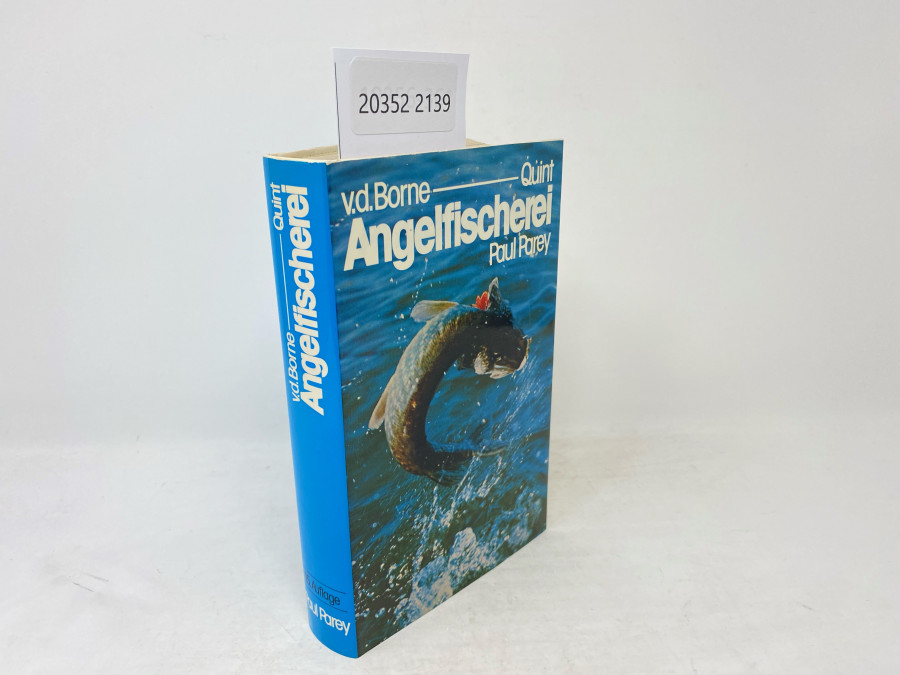 20352 2139
v.d.Borne — Quint
Angelfischerei
Paul Parey
v.d.Borne — Quint
Angelfischerei
Auflage
Paul Parey